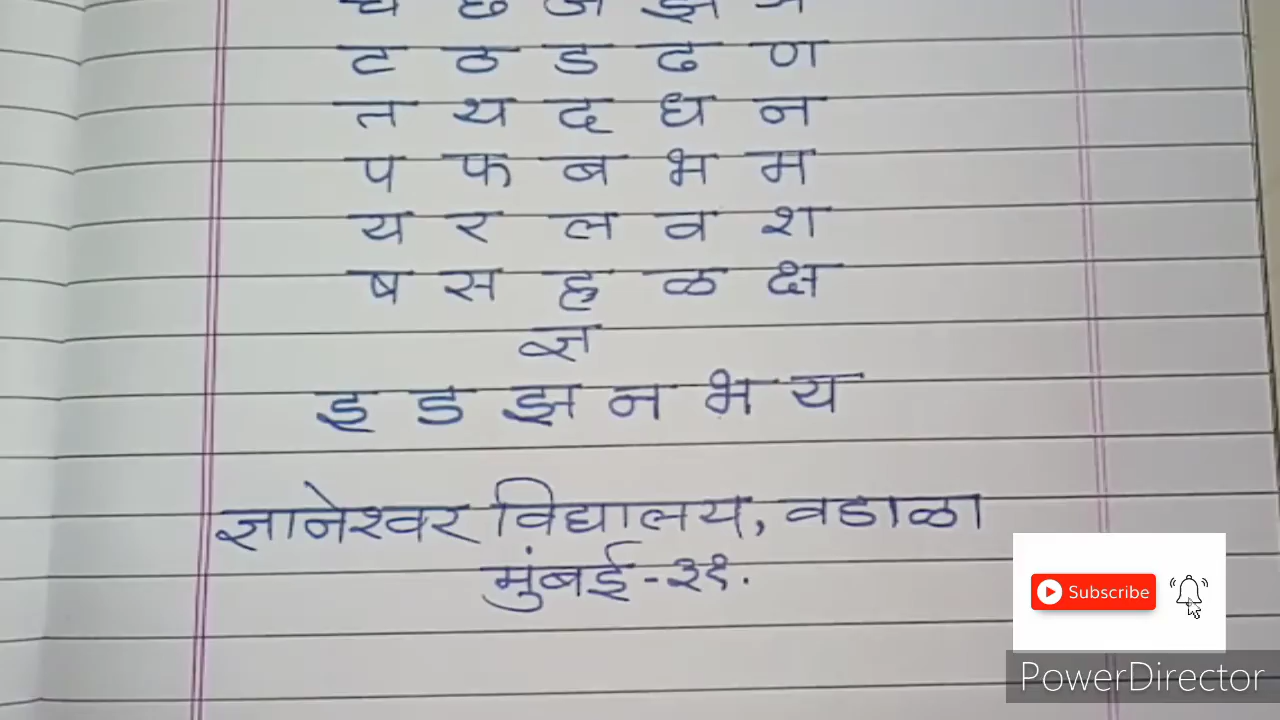 च छ ज झ ञ
ट ठ ड ढ ण
त थ द ध न
प फ ब भ म
य र ल व श
ष स ह ळ क्ष
ज्ञ
इ ड झ न भ य
ज्ञानेश्वर विद्यालय, वडाळा
मुंबई-३१.
Subscribe
PowerDirector